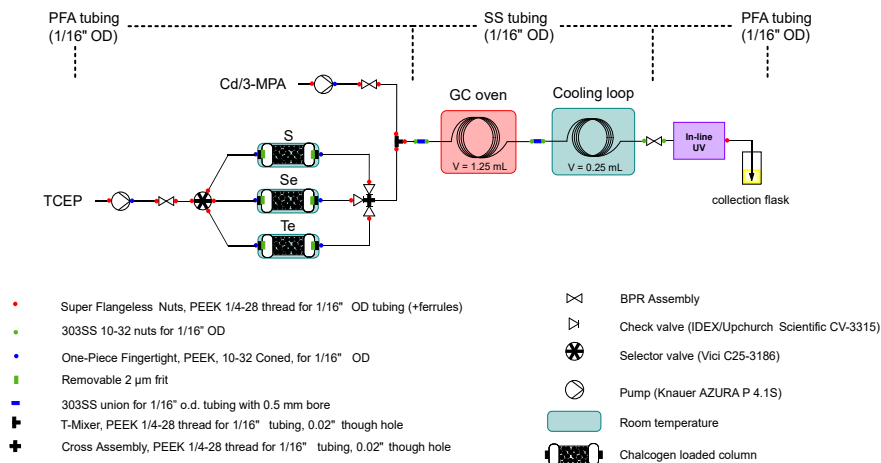 PFA tubing
(1/16" OD)
SS tubing
(1/16" OD)
PFA tubing
(1/16" OD)
Cd/3-MPA
GC oven
V = 1.25 mL
Cooling loop
V = 0.25 mL
In-line
UV
collection flask
S
Se
Te
TCEP
Super Flangeless Nuts, PEEK 1/4-28 thread for 1/16" OD tubing (+ferrules)
303SS 10-32 nuts for 1/16" OD
One-Piece Fingertight, PEEK, 10-32 Coned, for 1/16" OD
Removable 2 µm frit
303SS union for 1/16" o.d. tubing with 0.5 mm bore
T-Mixer, PEEK 1/4-28 thread for 1/16" tubing, 0.02" though hole
Cross Assembly, PEEK 1/4-28 thread for 1/16" tubing, 0.02" though hole
BPR Assembly
Check valve (IDEX/Upchurch Scientific CV-3315)
Selector valve (Vici C25-3186)
Pump (Knauer AZURA P 4.1S)
Room temperature
Chalcogen loaded column